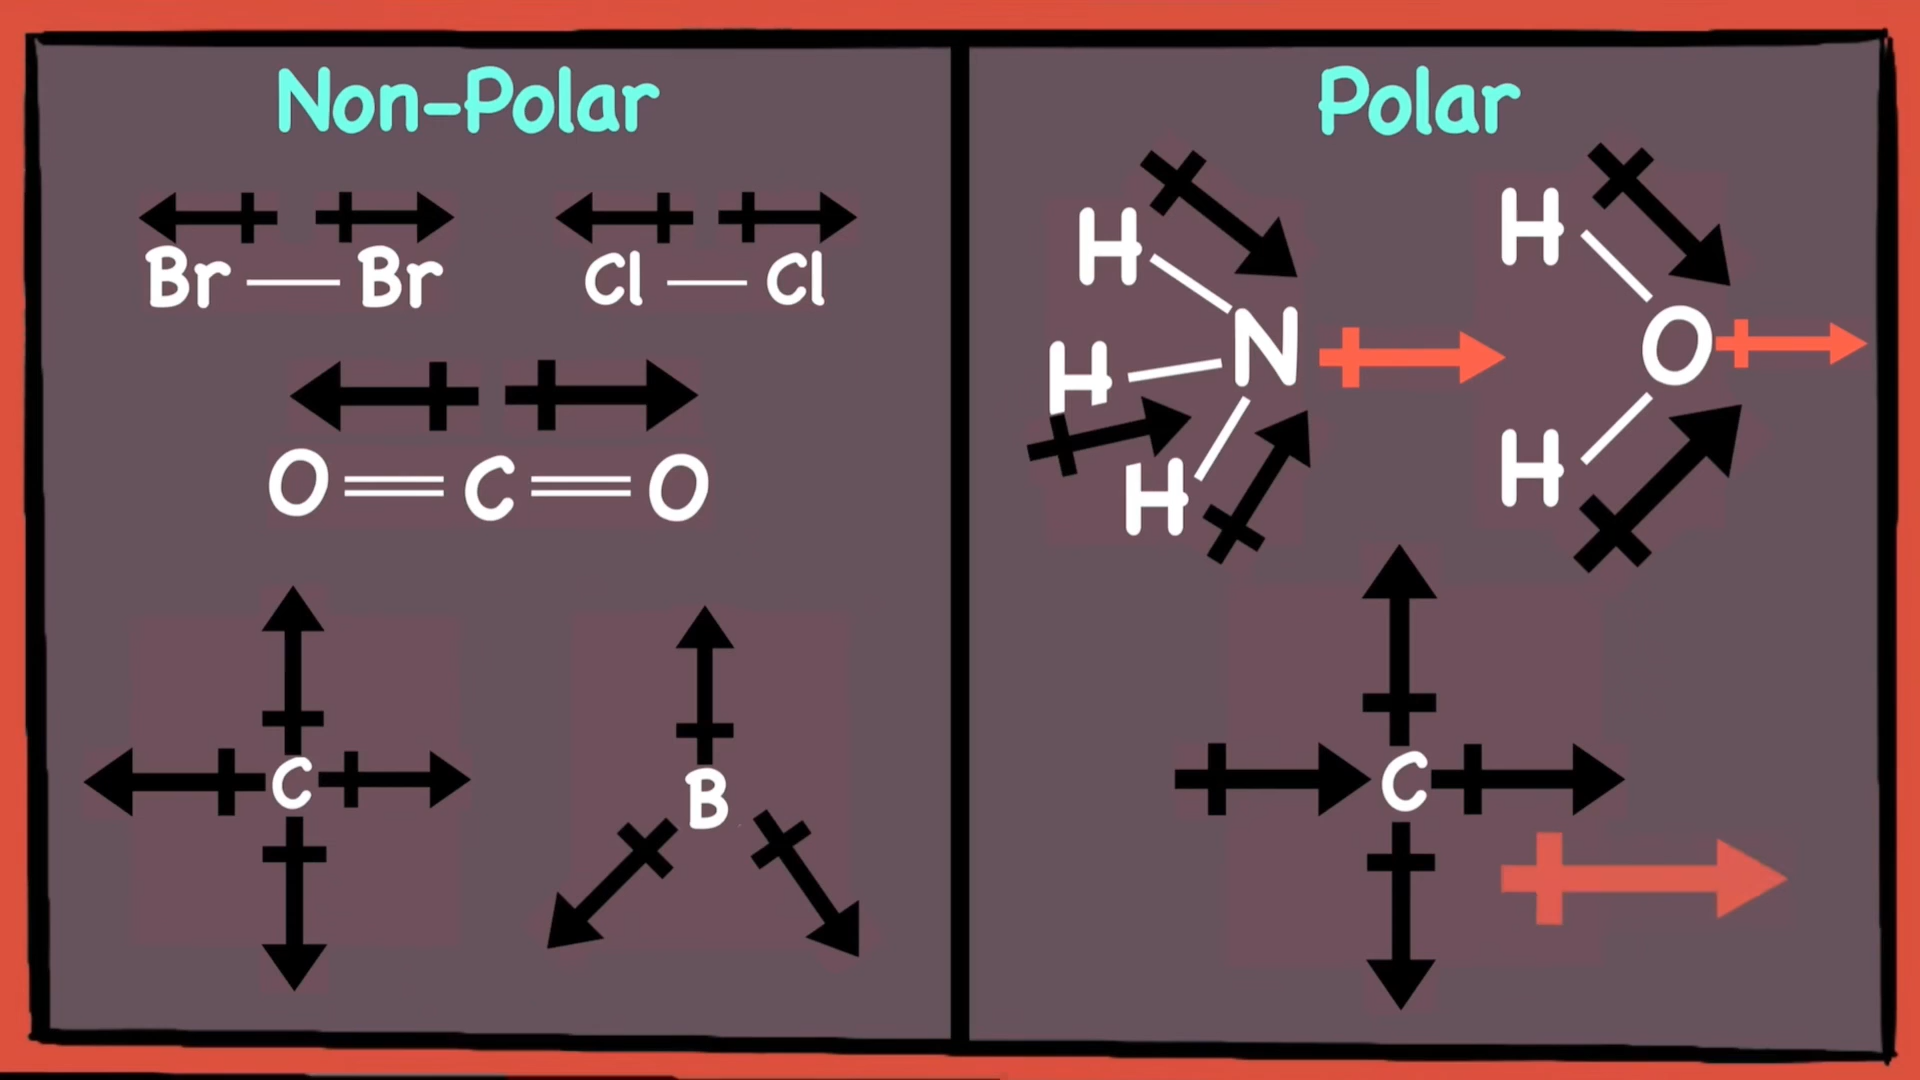 Non-Polar
Br — Br
Cl — Cl
O = C = O
C
B
Polar
H
H
N
H
H
O
H
C